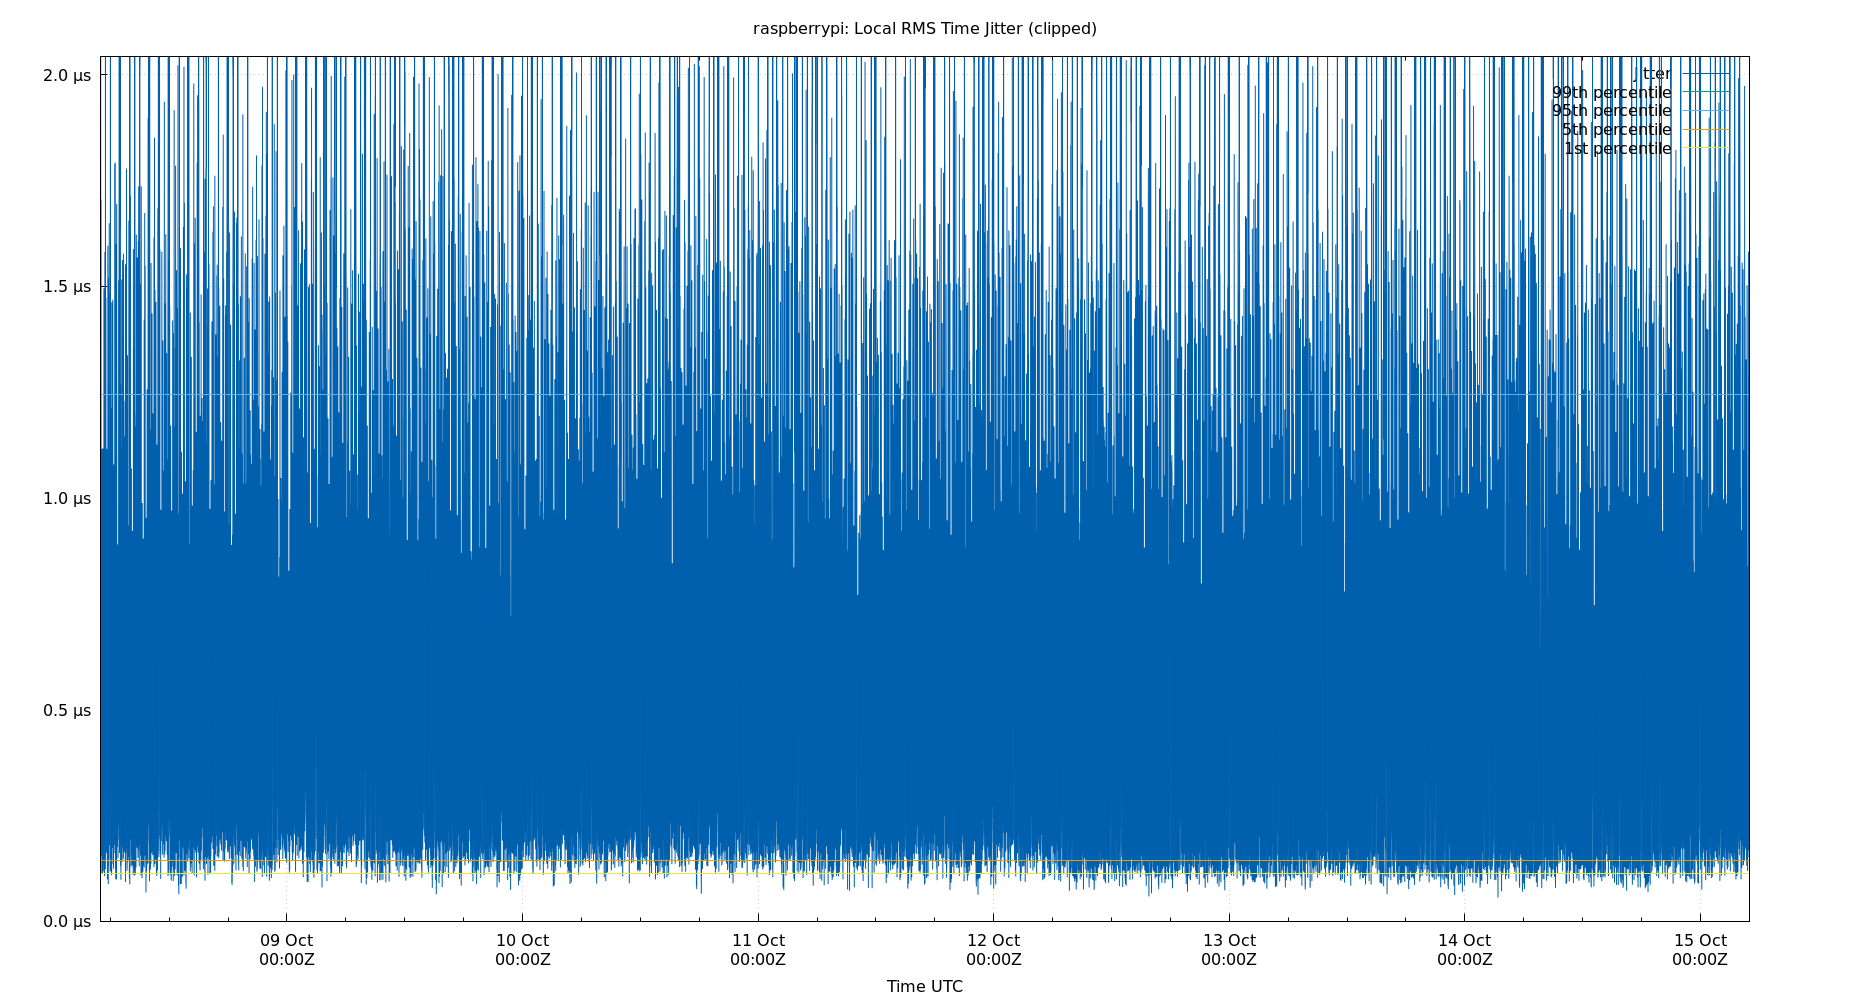 raspberrypi: Local RMS Time Jitter (clipped)
2.0 µs
1.5 µs
1.0 µs
0.5 µs
0.0 µs
jitter
99th percentile
95th percentile
5th percentile
1st percentile
09 Oct
00:00Z
10 Oct
00:00Z
11 Oct
00:00Z
12 Oct
00:00Z
13 Oct
00:00Z
14 Oct
00:00Z
15 Oct
00:00Z
Time UTC